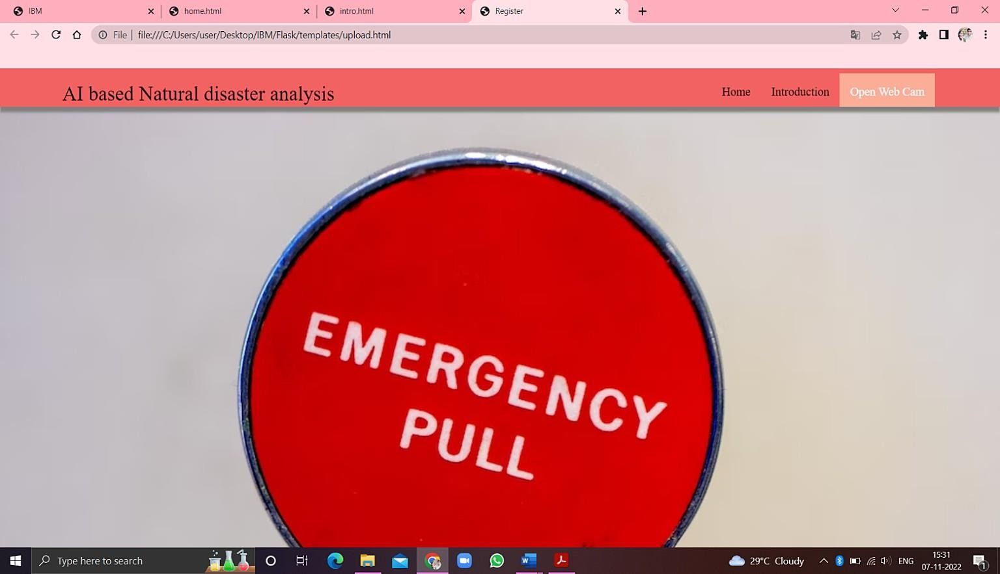 IBM
home.html
intro.html
Register
File | file:///C:/Users/user/Desktop/IBM/Flask/templates/upload.html
AI based Natural disaster analysis
Home
Introduction
Open Web Cam
EMERGENCY
PULL
Type here to search
29°C Cloudy
ENG
15:31
07-11-2022
1